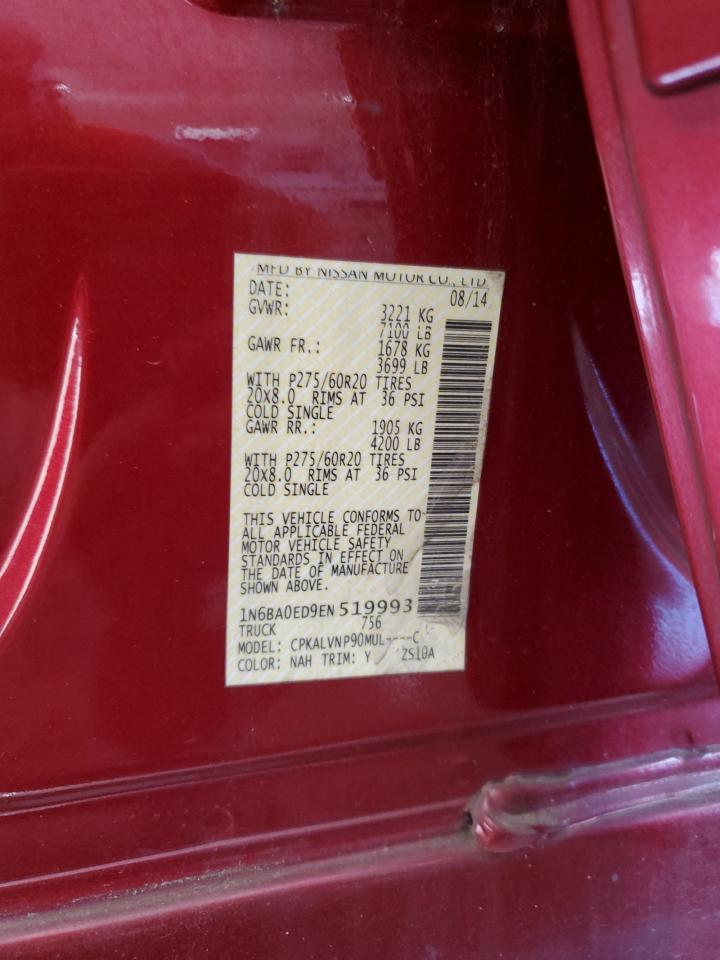 MFD BY NISSAN MOTOR CO., LTD.
DATE: 08/14
GVWR: 3221 KG
7100 LB
GAWR FR.: 1678 KG
3699 LB
WITH P275/60R20 TIRES
20X8.0 RIMS AT 36 PSI
COLD SINGLE
GAWR RR.: 1905 KG
4200 LB
WITH P275/60R20 TIRES
20X8.0 RIMS AT 36 PSI
COLD SINGLE
THIS VEHICLE CONFORMS TO
ALL APPLICABLE FEDERAL
MOTOR VEHICLE SAFETY
STANDARDS IN EFFECT ON
THE DATE OF MANUFACTURE
SHOWN ABOVE.
1N6BA0ED9EN 519993
TRUCK 756
MODEL: CPKALVNP90MUL----C
COLOR: NAH TRIM: Y ZS10A